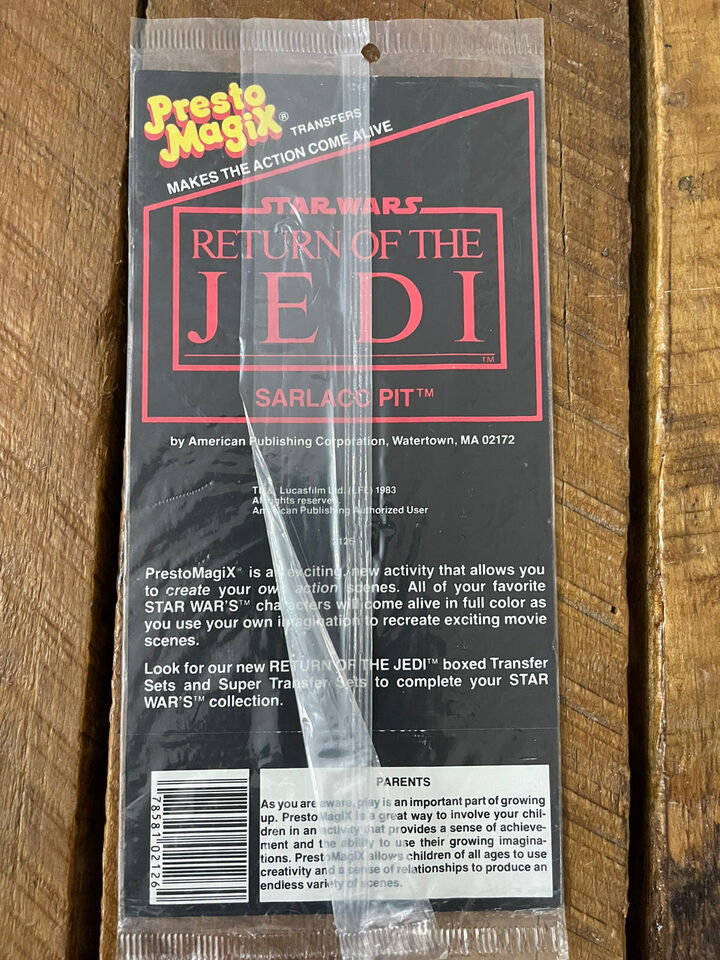 Presto
MagiX® TRANSFERS
MAKES THE ACTION COME ALIVE
STAR WARS
RETURN OF THE
JEDI
TM
SARLACC PIT™
by American Publishing Corporation, Watertown, MA 02172
Lucasfilm Ltd. (LFL) 1983
All rights reserved
American Publishing Authorized User
2126
PrestoMagiX® is an exciting new activity that allows you
to create your own action scenes. All of your favorite
STAR WAR'S™ characters will come alive in full color as
you use your own imagination to recreate exciting movie
scenes.
Look for our new RETURN OF THE JEDI™ boxed Transfer
Sets and Super Transfer Sets to complete your STAR
WAR'S™ collection.
PARENTS
As you are aware, play is an important part of growing
up. Presto MagiX is a great way to involve your chil-
dren in an activity that provides a sense of achieve-
ment and the ability to use their growing imagina-
tions. Presto MagiX allows children of all ages to use
creativity and a sense of relationships to produce an
endless variety of scenes.
78581 02126